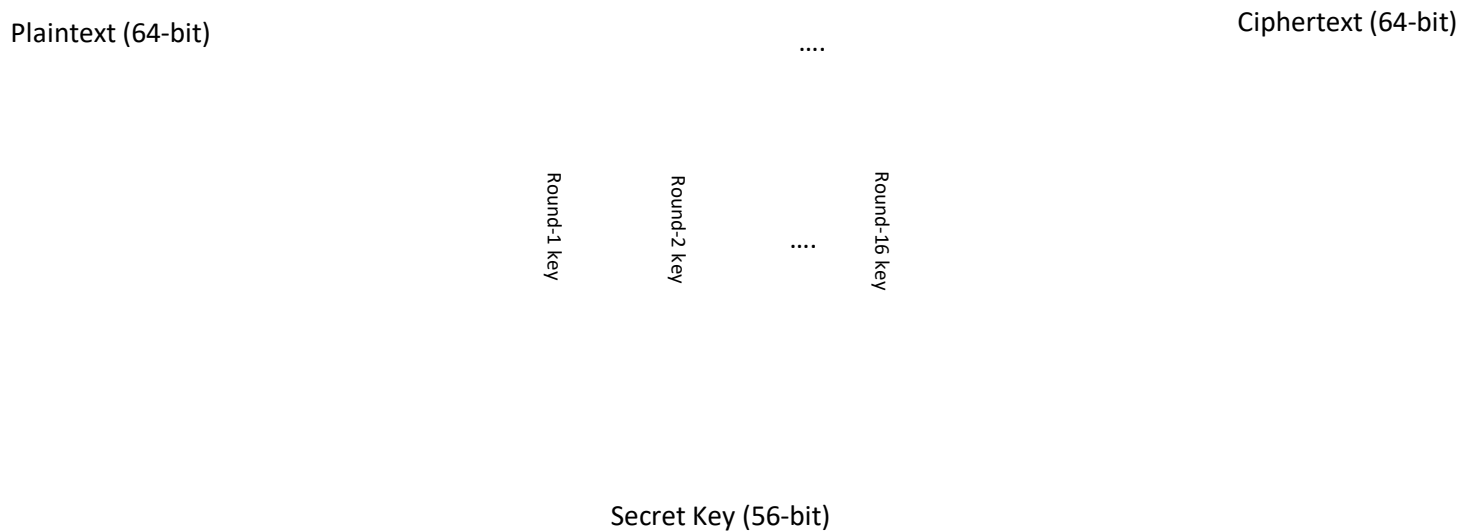 Plaintext (64-bit)
....
Ciphertext (64-bit)
Round-1 key
Round-2 key
....
Round-16 key
Secret Key (56-bit)